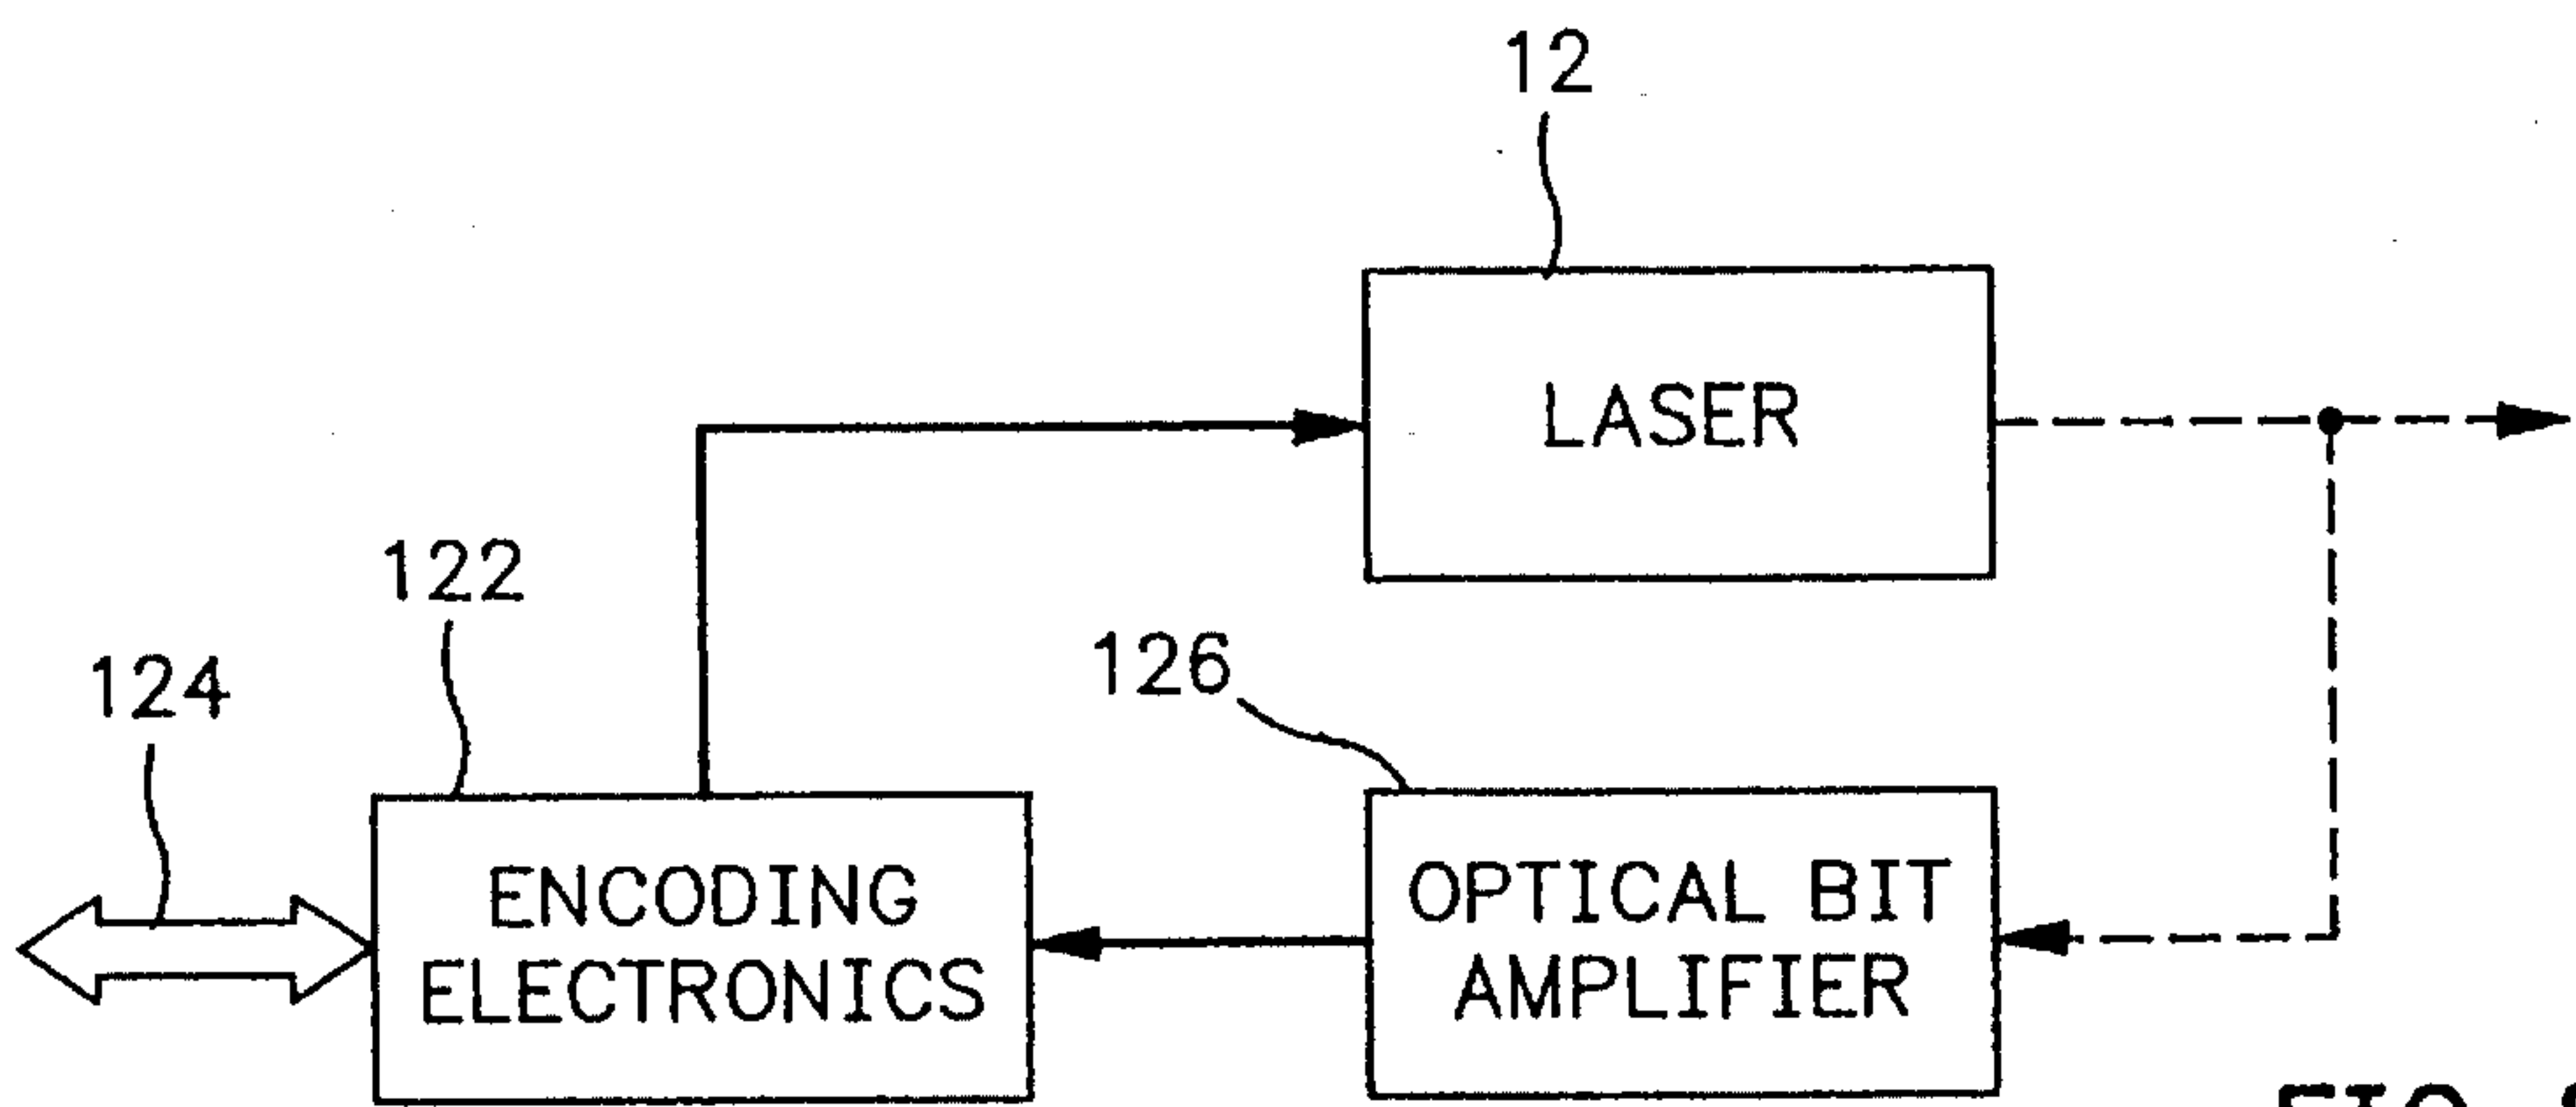 12
LASER
122
126
124
ENCODING
ELECTRONICS
OPTICAL BIT
AMPLIFIER